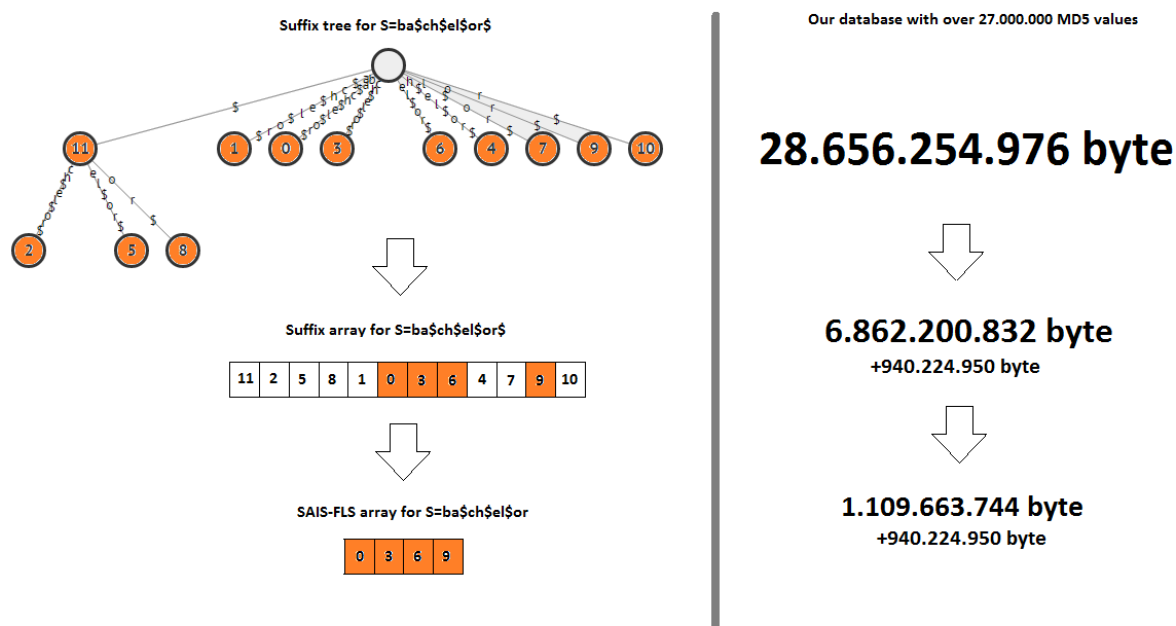 Suffix tree for S=ba$ch$el$or$
11
1
0
3
6
4
7
9
10
2
5
8
Suffix array for S=ba$ch$el$or$
11 2 5 8 1 0 3 6 4 7 9 10
SAIS-FLS array for S=ba$ch$el$or
0 3 6 9
Our database with over 27.000.000 MD5 values
28.656.254.976 byte
6.862.200.832 byte
+940.224.950 byte
1.109.663.744 byte
+940.224.950 byte